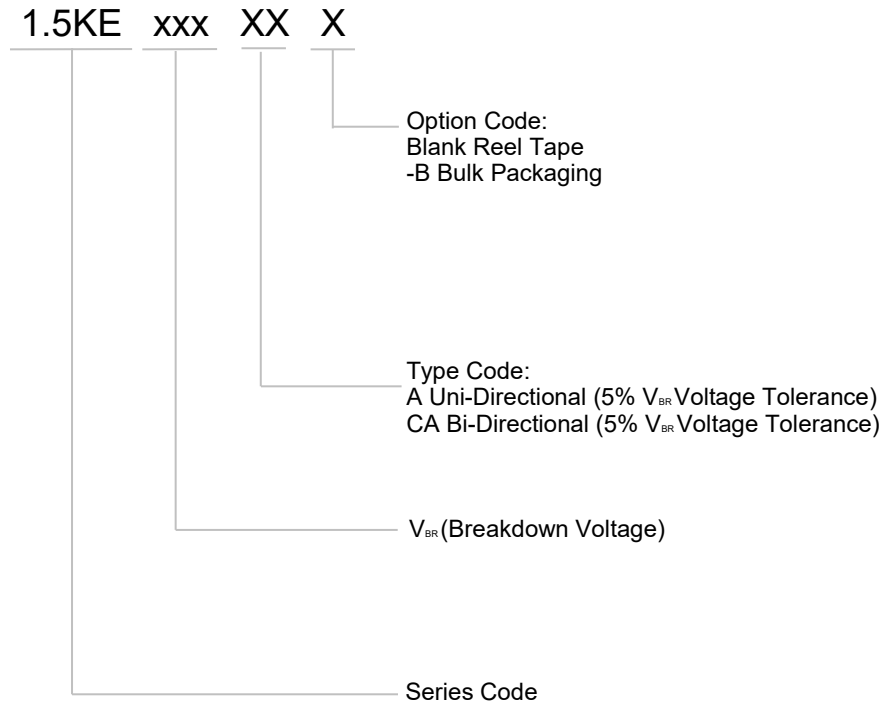 1.5KE xxx XX X
Option Code:
Blank Reel Tape
-B Bulk Packaging
Type Code:
A Uni-Directional (5% VBR Voltage Tolerance)
CA Bi-Directional (5% VBR Voltage Tolerance)
VBR (Breakdown Voltage)
Series Code